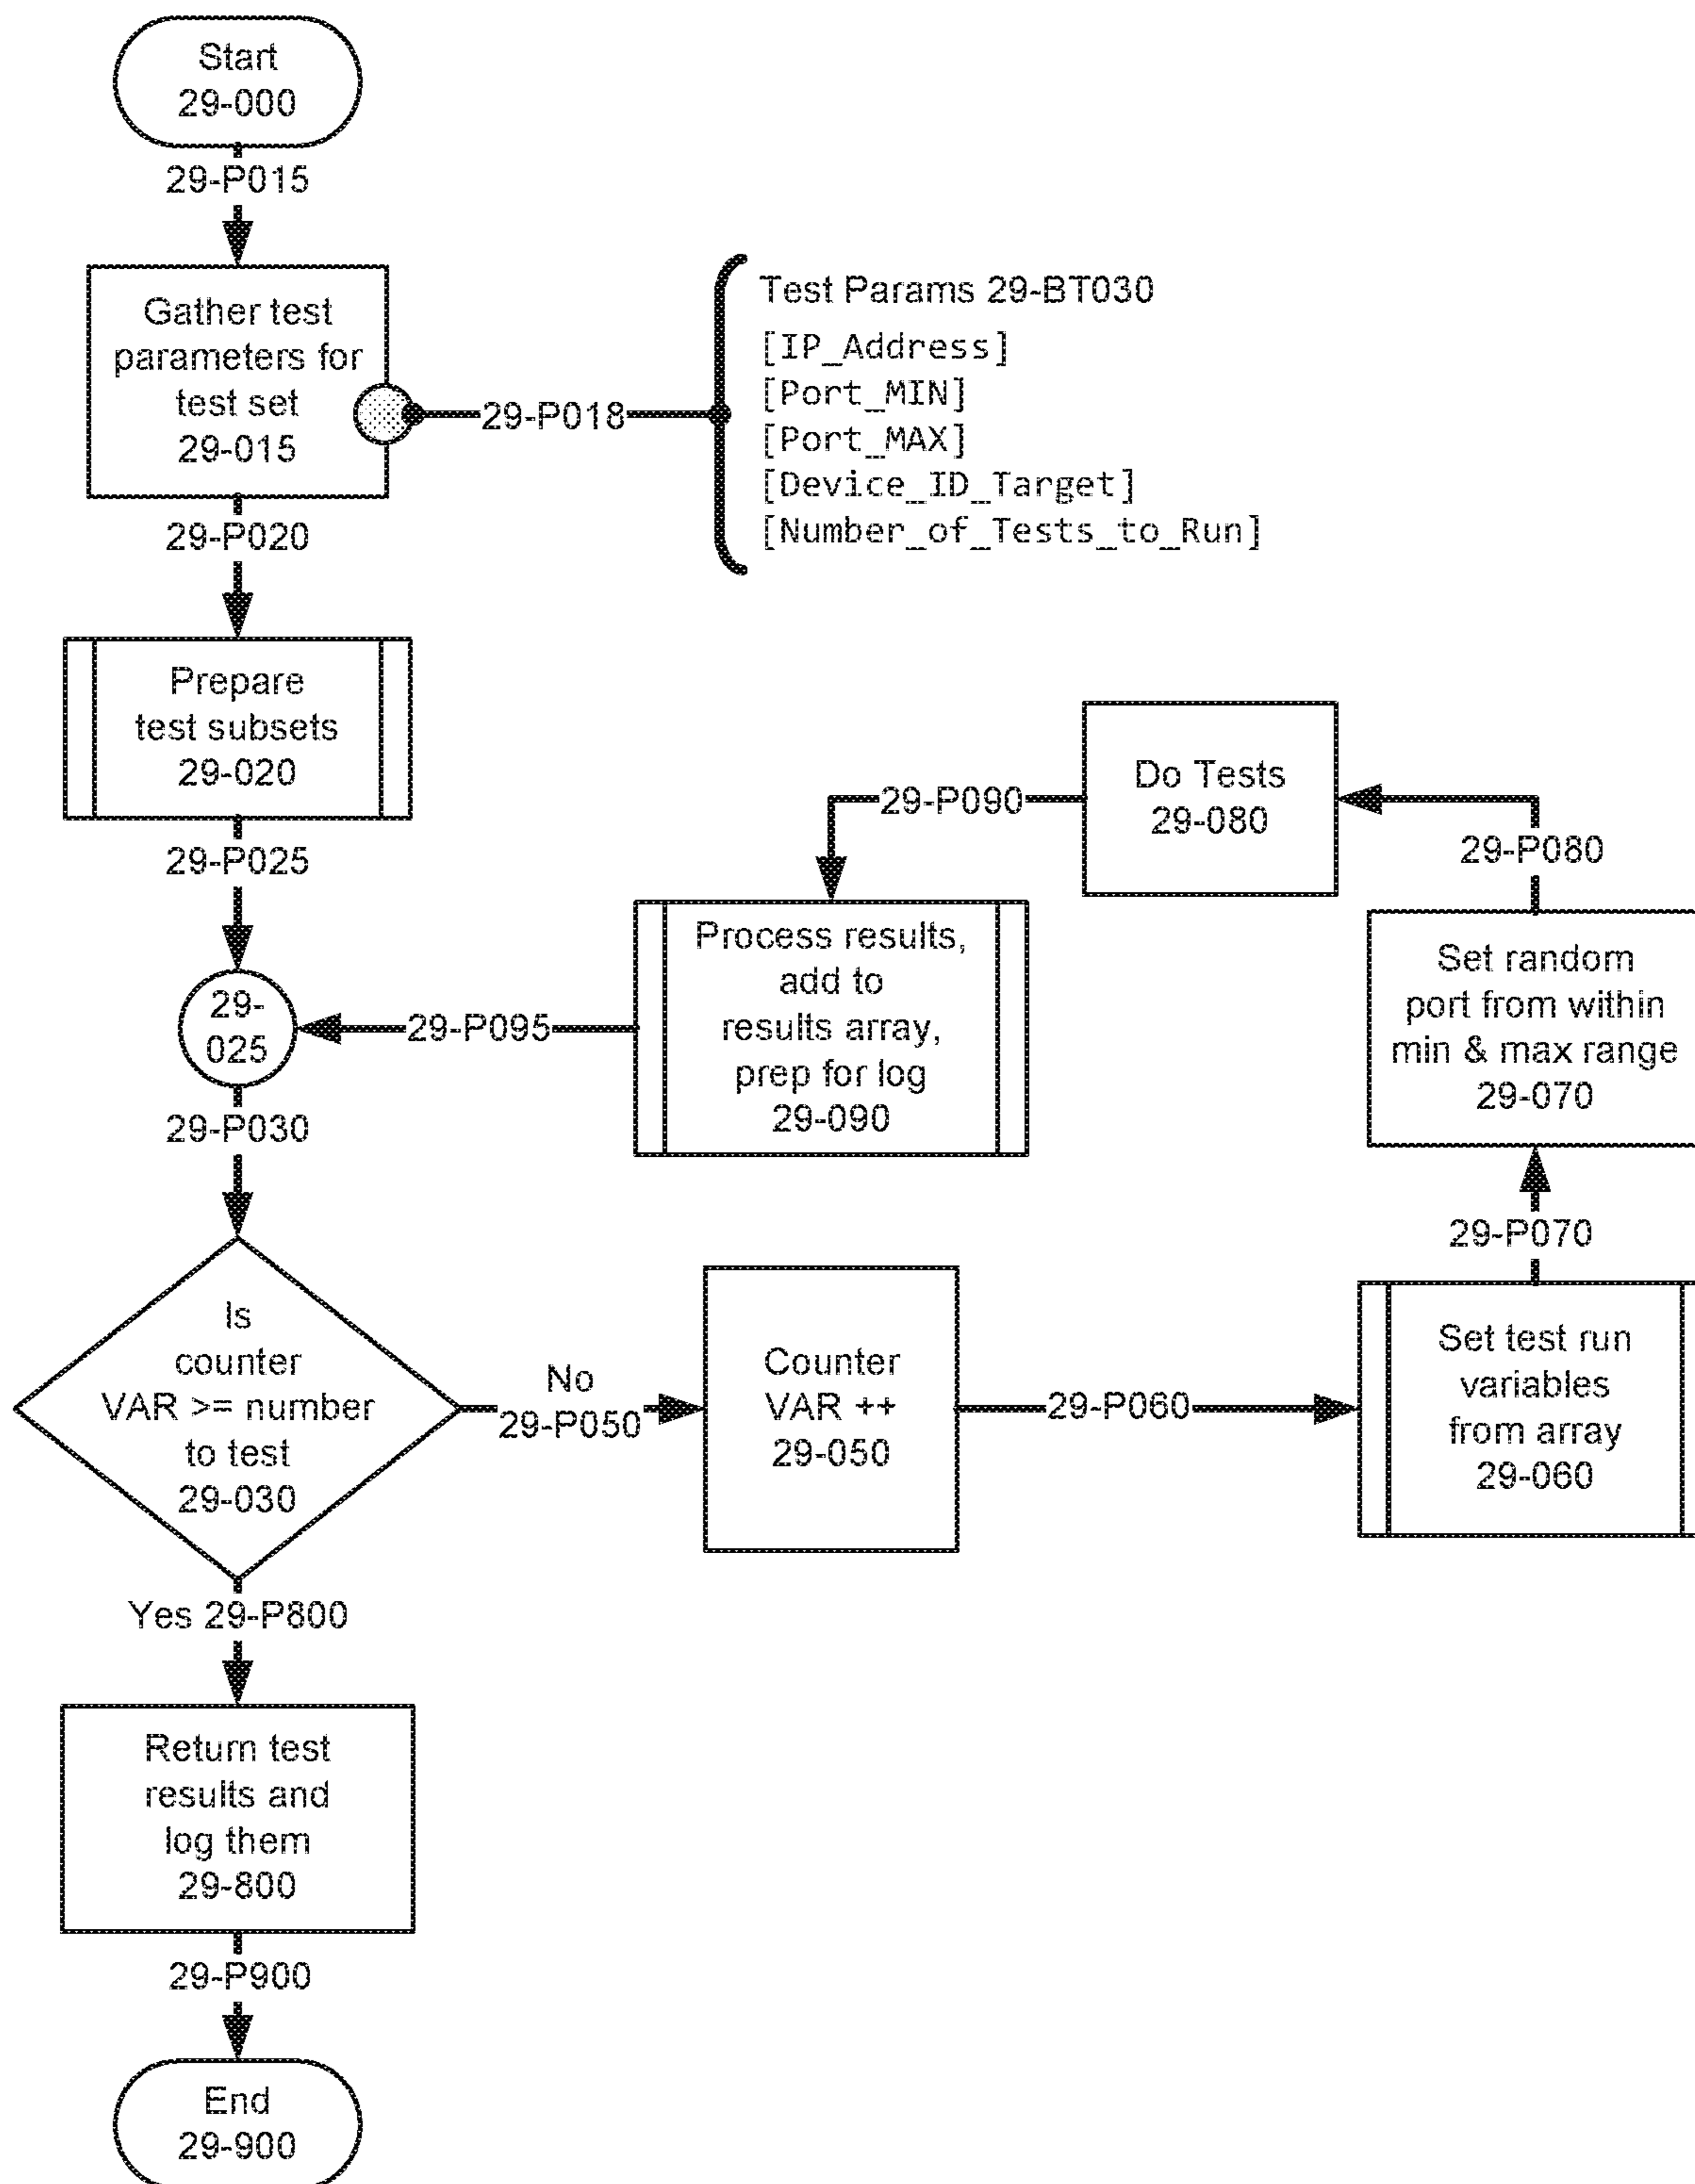 Start
29-000
29-P015
Gather test
parameters for
test set
29-015
29-P018
Test Params 29-BT030
[IP_Address]
[Port_MIN]
[Port_MAX]
[Device_ID_Target]
[Number_of_Tests_to_Run]
29-P020
Prepare
test subsets
29-020
29-P025
29-
025
29-P030
Is
counter
VAR >= number
to test
29-030
No
29-P050
Counter
VAR ++
29-050
29-P060
Set test run
variables
from array
29-060
29-P070
Set random
port from within
min & max range
29-070
29-P080
Do Tests
29-080
29-P090
Process results,
add to
results array,
prep for log
29-090
29-P095
Yes 29-P800
Return test
results and
log them
29-800
29-P900
End
29-900